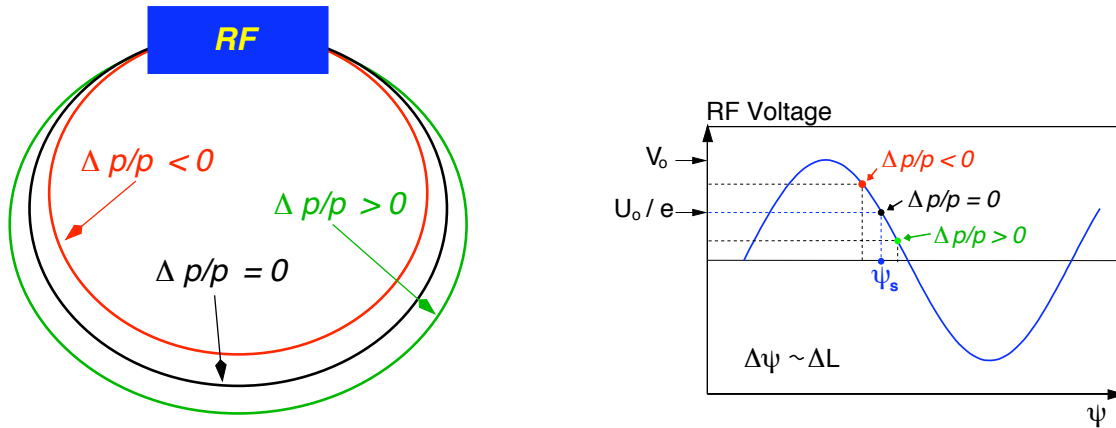 RF
Δ p/p < 0
Δ p/p > 0
Δ p/p = 0
RF Voltage
Vₒ
Uₒ / e
Δ p/p < 0
Δ p/p = 0
Δ p/p > 0
ψₛ
Δψ ~ ΔL
ψ